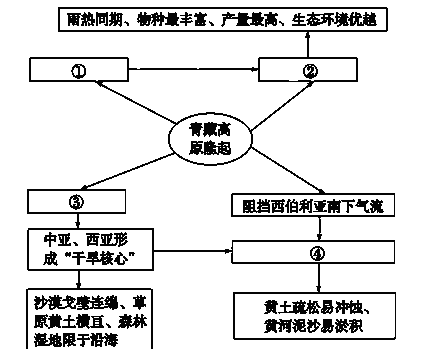 雨热同期、物种最丰富、产量最高、生态环境优越
①
②
青藏高
原隆起
③
阻挡西伯利亚南下气流
中亚、西亚形
成“干旱核心”
④
沙漠戈壁连绵、草
原黄土横亘、森林
湿地限于沿海
黄土疏松易冲蚀、
黄河泥沙易淤积